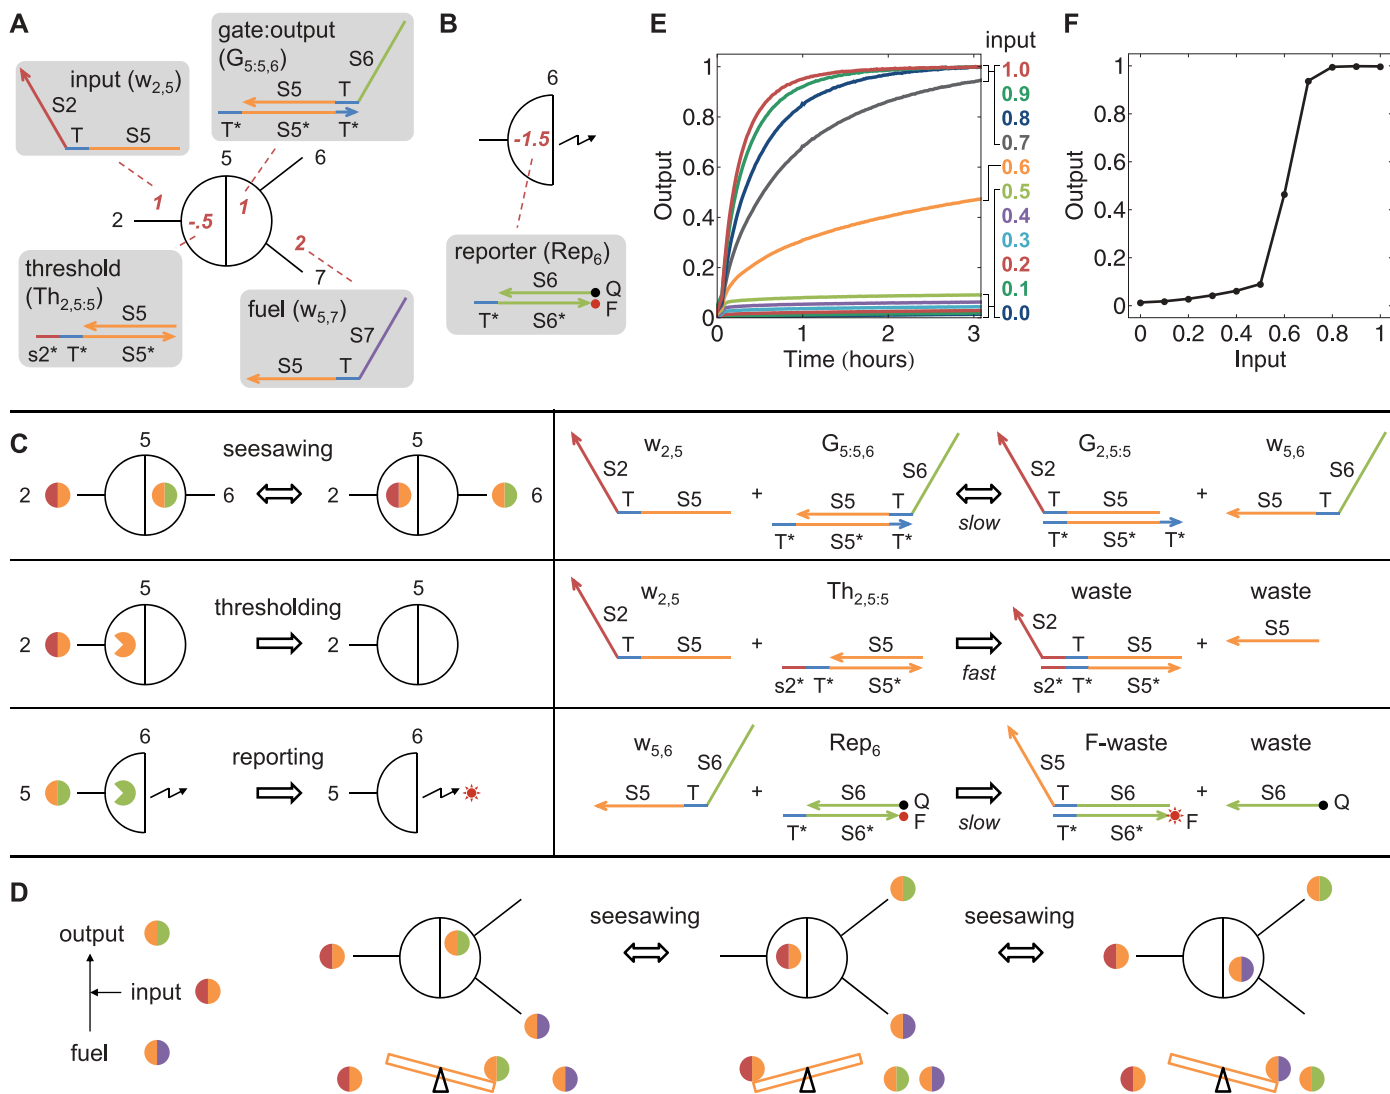 A
input (w2,5)
S2
T
S5
gate:output
(G5:5,6)
S6
S5
T
T*
S5*
T*
5
6
2
1
-.5
1
2
7
threshold
(Th2,5:5)
S5
s2*
T*
S5*
fuel (w5,7)
S7
S5
T
B
6
-1.5
reporter (Rep6)
S6
Q
F
T*
S6*
E
input
1
0.8
0.6
0.4
0.2
0
Output
0
1
2
3
Time (hours)
1.0
0.9
0.8
0.7
0.6
0.5
0.4
0.3
0.2
0.1
0.0
F
1
0.8
0.6
0.4
0.2
0
Output
0
0.2
0.4
0.6
0.8
1
Input
C
5
seesawing
5
2
6
2
6
w2,5
G5:5,6
G2,5:5
w5,6
S2
T
S5
+
S6
S5
T
T*
S5*
T*
slow
S2
T
S5
T*
S5*
T*
+
S6
S5
T
5
thresholding
5
2
2
w2,5
Th2,5:5
waste
waste
S2
T
S5
+
S5
s2*
T*
S5*
fast
S2
T
S5
s2*
T*
S5*
+
S5
6
reporting
6
5
5
w5,6
Rep6
F-waste
waste
S6
S5
T
+
S6
Q
F
T*
S6*
slow
S5
T
S6
F
T*
S6*
+
S6
Q
D
output
input
fuel
seesawing
seesawing